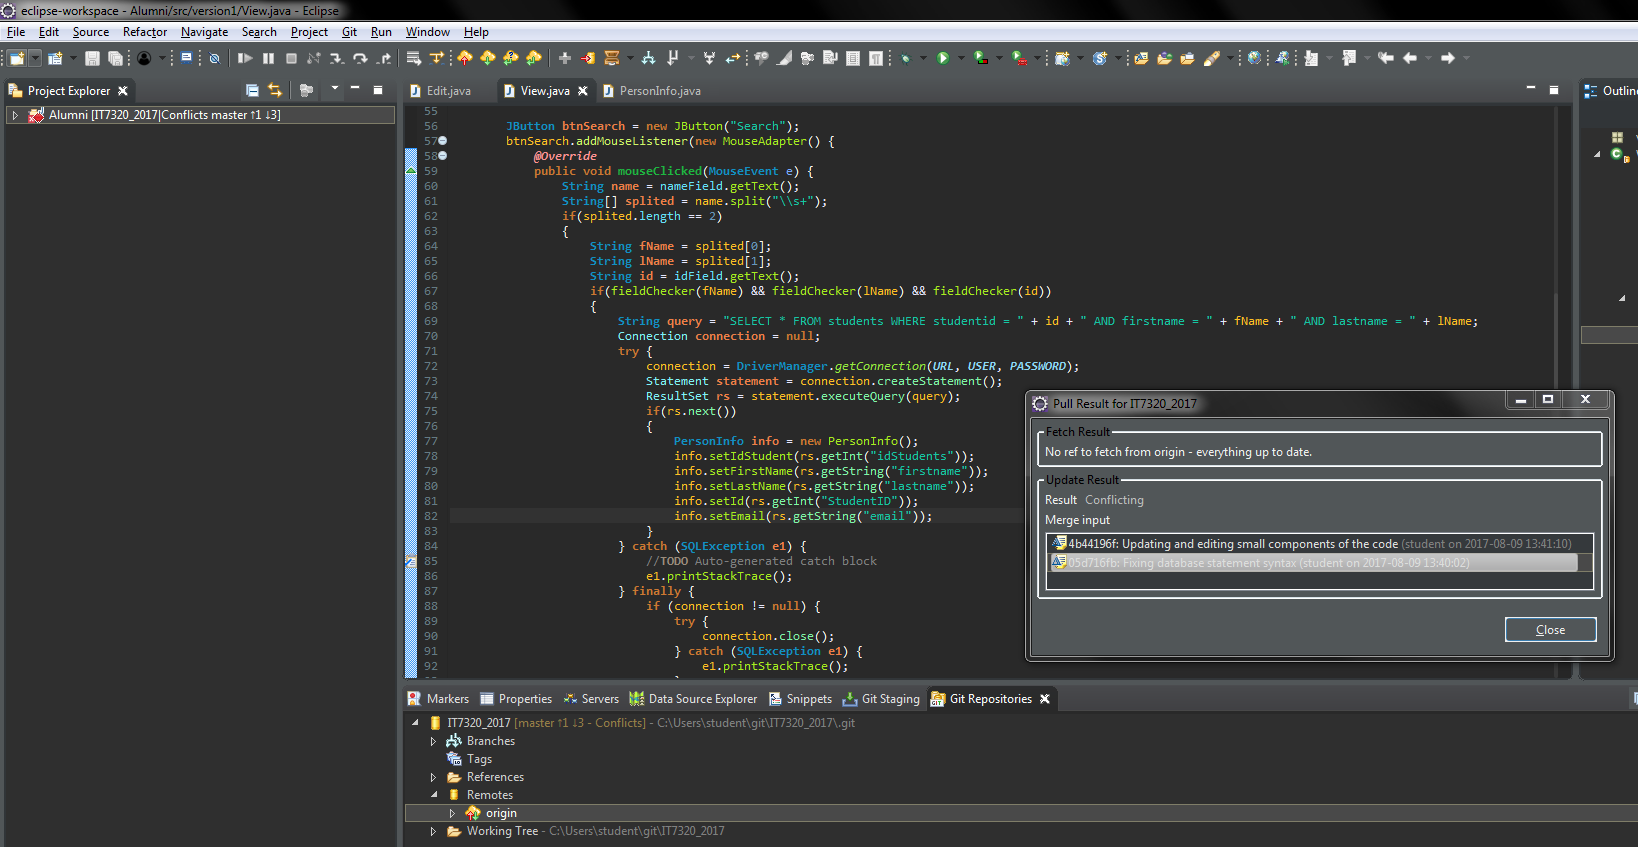 eclipse-workspace - Alumni/src/version1/View.java - Eclipse
File Edit Source Refactor Navigate Search Project Git Run Window Help
Project Explorer
Alumni [IT7320_2017|Conflicts master ↑1 ↓3]
Edit.java View.java PersonInfo.java
Outline
55
56 JButton btnSearch = new JButton("Search");
57 btnSearch.addMouseListener(new MouseAdapter() {
58 @Override
59 public void mouseClicked(MouseEvent e) {
60 String name = nameField.getText();
61 String[] splited = name.split("\\s+");
62 if(splited.length == 2)
63 {
64 String fName = splited[0];
65 String lName = splited[1];
66 String id = idField.getText();
67 if(fieldChecker(fName) && fieldChecker(lName) && fieldChecker(id))
68 {
69 String query = "SELECT * FROM students WHERE studentid = " + id + " AND firstname = " + fName + " AND lastname = " + lName;
70 Connection connection = null;
71 try {
72 connection = DriverManager.getConnection(URL, USER, PASSWORD);
73 Statement statement = connection.createStatement();
74 ResultSet rs = statement.executeQuery(query);
75 if(rs.next())
76 {
77 PersonInfo info = new PersonInfo();
78 info.setIdStudent(rs.getInt("idStudents"));
79 info.setFirstName(rs.getString("firstname"));
80 info.setLastName(rs.getString("lastname"));
81 info.setId(rs.getInt("StudentID"));
82 info.setEmail(rs.getString("email"));
83 }
84 } catch (SQLException e1) {
85 //TODO Auto-generated catch block
86 e1.printStackTrace();
87 } finally {
88 if (connection != null) {
89 try {
90 connection.close();
91 } catch (SQLException e1) {
92 e1.printStackTrace();
Pull Result for IT7320_2017
Fetch Result
No ref to fetch from origin - everything up to date.
Update Result
Result Conflicting
Merge input
4b44196f: Updating and editing small components of the code (student on 2017-08-09 13:41:10)
05d716fb: Fixing database statement syntax (student on 2017-08-09 13:40:02)
Close
Markers Properties Servers Data Source Explorer Snippets Git Staging Git Repositories
IT7320_2017 [master ↑1 ↓3 - Conflicts] - C:\Users\student\git\IT7320_2017\.git
Branches
Tags
References
Remotes
origin
Working Tree - C:\Users\student\git\IT7320_2017